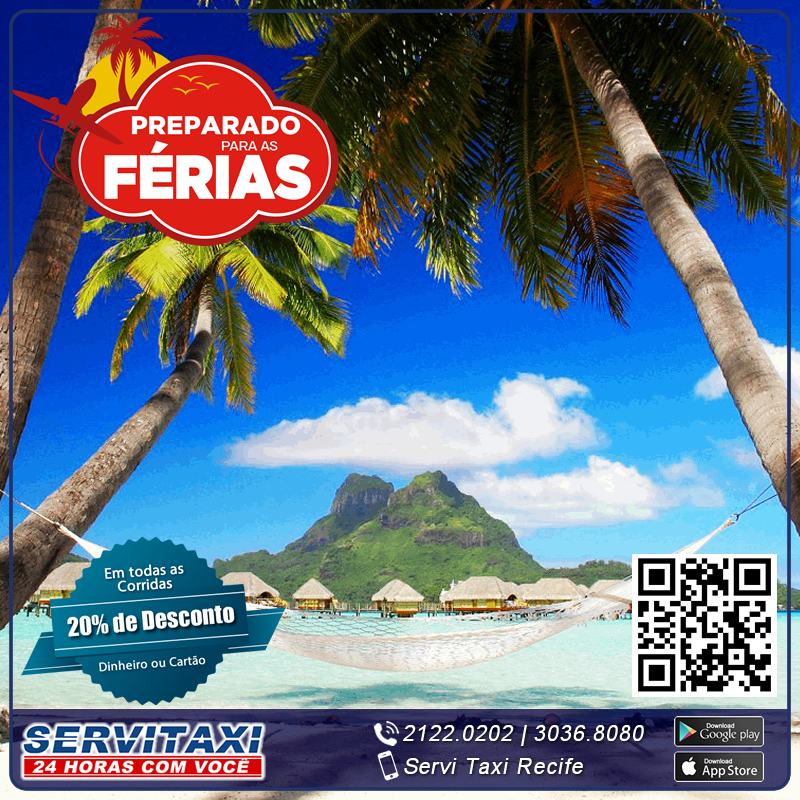 PREPARADO
PARA AS
FÉRIAS
Em todas as
Corridas
20% de Desconto
Dinheiro ou Cartão
SERVITAXI
24 HORAS COM VOCÊ
2122.0202 | 3036.8080
Servi Taxi Recife
Download
Google play
Download
App Store